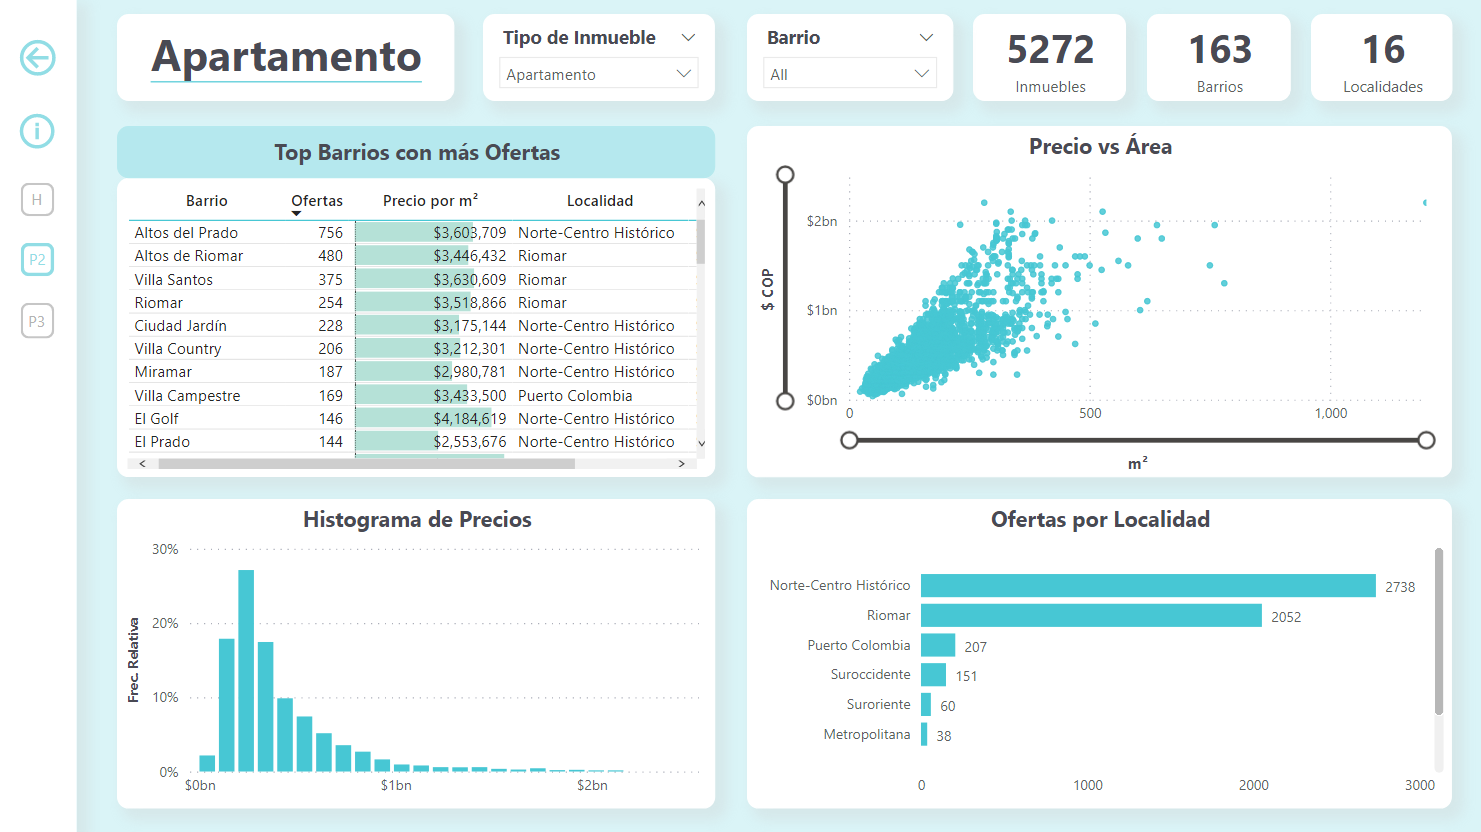 Apartamento
Tipo de Inmueble
Apartamento
Barrio
All
5272
Inmuebles
163
Barrios
16
Localidades
i
H
P2
P3
Top Barrios con más Ofertas
Barrio Ofertas Precio por m² Localidad
Altos del Prado 756 $3,603,709 Norte-Centro Histórico
Altos de Riomar 480 $3,446,432 Riomar
Villa Santos 375 $3,630,609 Riomar
Riomar 254 $3,518,866 Riomar
Ciudad Jardín 228 $3,175,144 Norte-Centro Histórico
Villa Country 206 $3,212,301 Norte-Centro Histórico
Miramar 187 $2,980,781 Norte-Centro Histórico
Villa Campestre 169 $3,433,500 Puerto Colombia
El Golf 146 $4,184,619 Norte-Centro Histórico
El Prado 144 $2,553,676 Norte-Centro Histórico
Precio vs Área
$ COP
$2bn
$1bn
$0bn
0 500 1,000
m²
Histograma de Precios
Frec. Relativa
30%
20%
10%
0%
$0bn $1bn $2bn
Ofertas por Localidad
Norte-Centro Histórico 2738
Riomar 2052
Puerto Colombia 207
Suroccidente 151
Suroriente 60
Metropolitana 38
0 1000 2000 3000